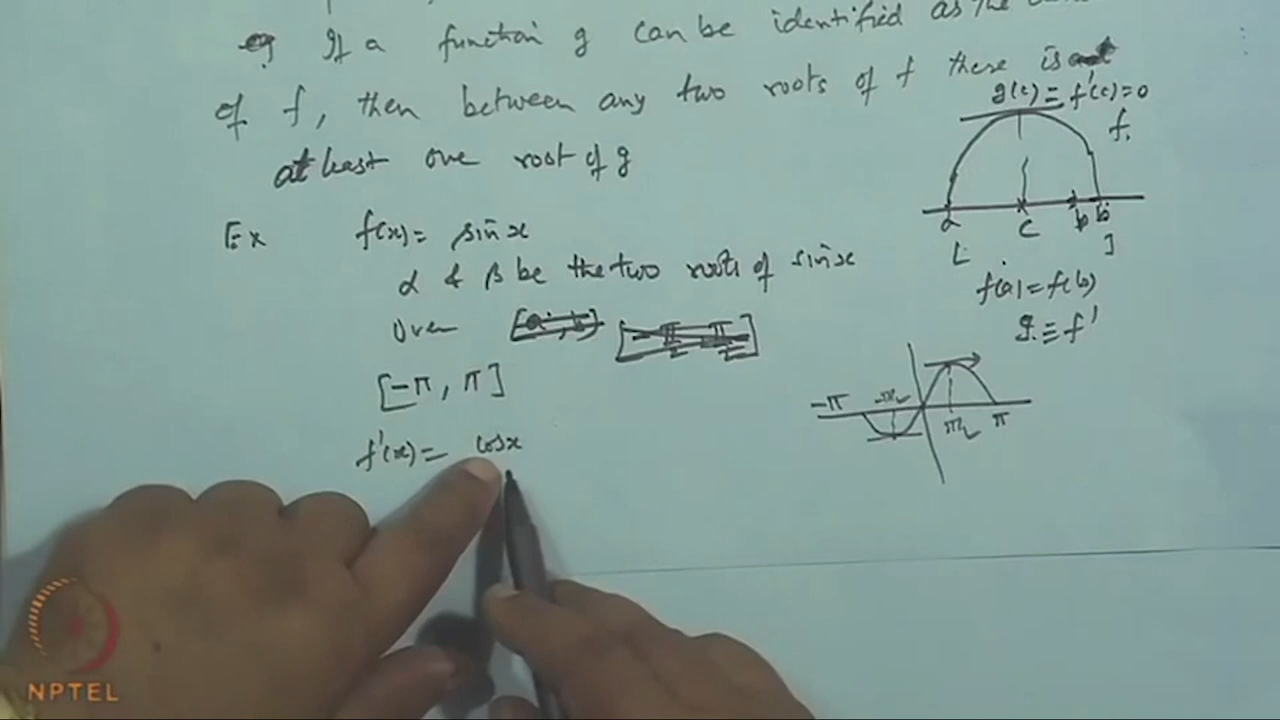 If a function g can be identified as the
of f, then between any two roots of f there is
at least one root of g
g(c) = f'(c) = 0
f.
α c b b
[ ]
Ex f(x) = sin x
α & β be the two roots of sin x
Over
[-π, π]
f'(x) = cos x
f(a) = f(b)
g ≡ f'
-π -π/2 π/2 π
NPTEL